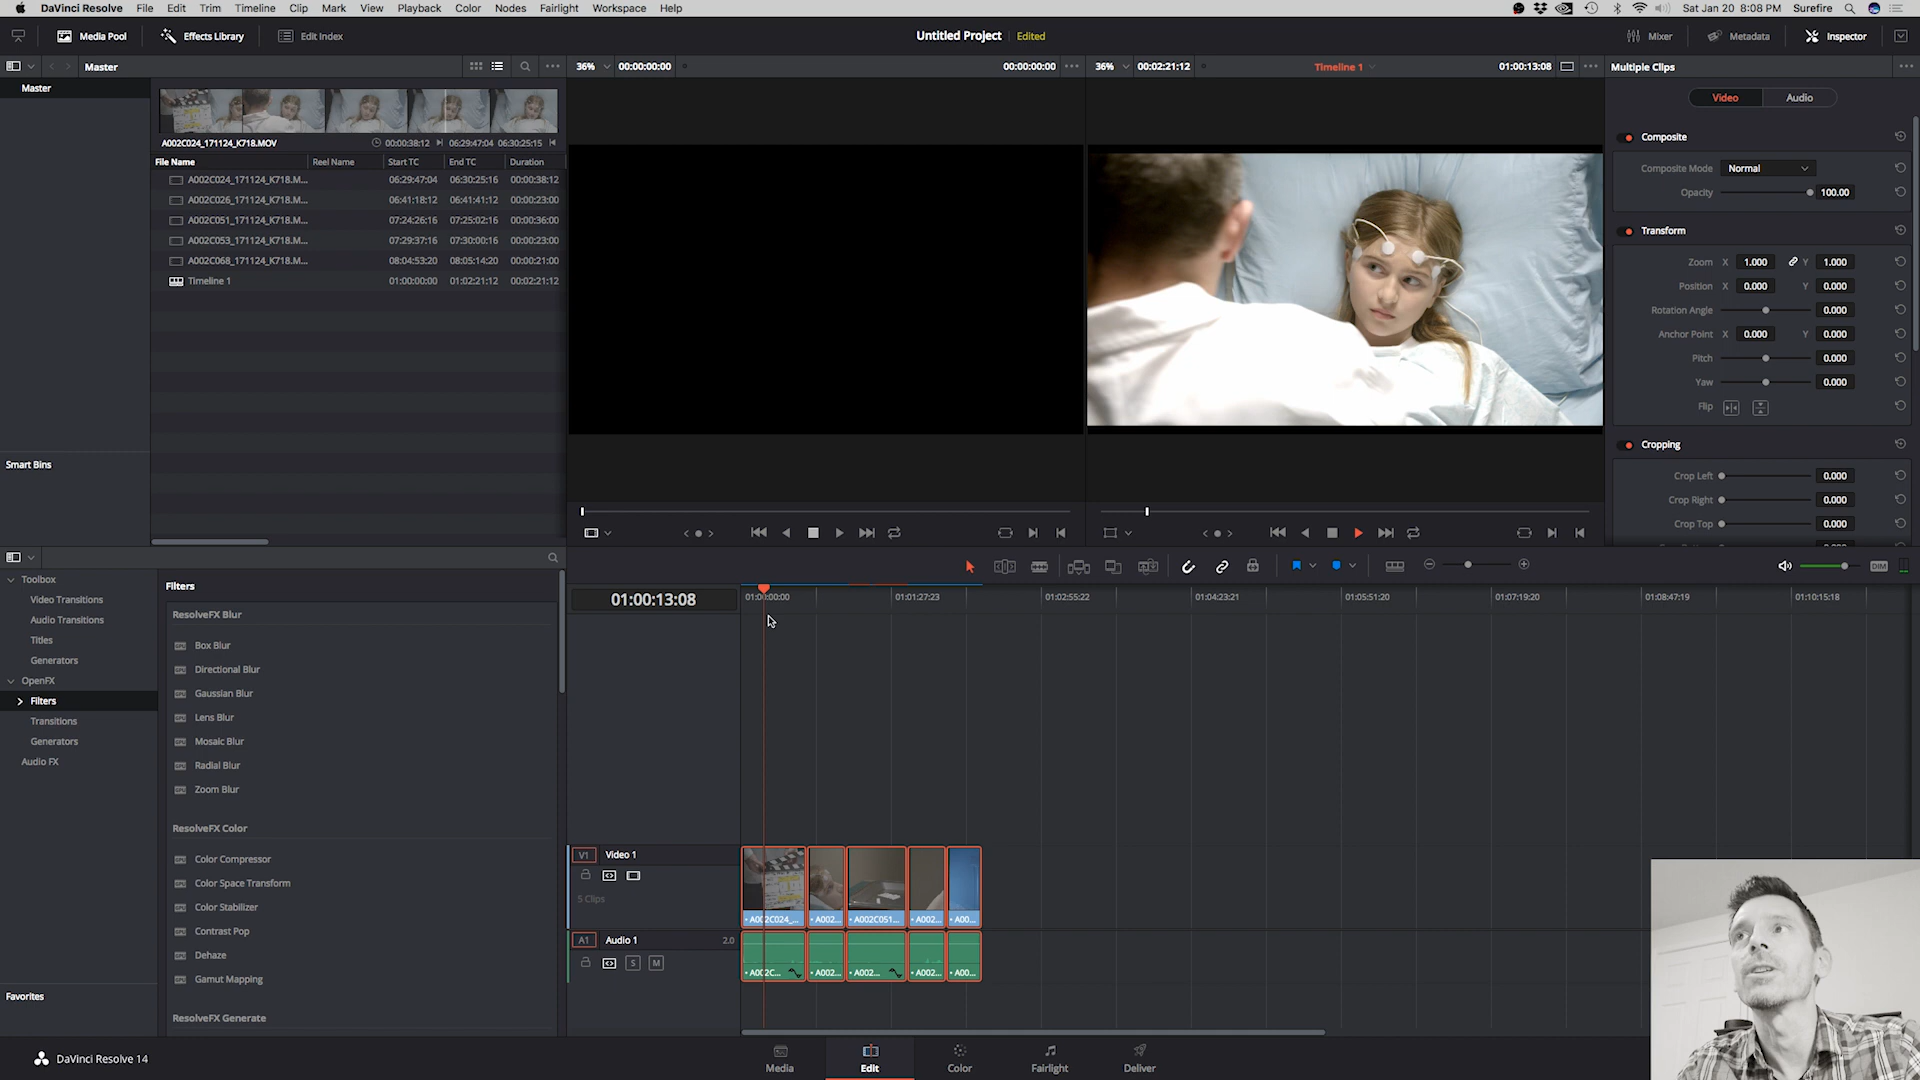 DaVinci Resolve File Edit Trim Timeline Clip Mark View Playback Color Nodes Fairlight Workspace Help Sat Jan 20 8:08 PM Surefire
Media Pool Effects Library Edit Index Untitled Project Edited Mixer Metadata Inspector
Master 36% 00:00:00:00 00:00:00:00 36% 00:02:21:12 Timeline 1 01:00:13:08 Multiple Clips
Master
Video Audio
A002C024_171124_K718.MOV 00:00:38:12 06:29:47:04 06:30:25:15
File Name Reel Name Start TC End TC Duration
A002C024_171124_K718.M... 06:29:47:04 06:30:25:16 00:00:38:12
A002C026_171124_K718.M... 06:41:18:12 06:41:41:12 00:00:23:00
A002C051_171124_K718.M... 07:24:26:16 07:25:02:16 00:00:36:00
A002C053_171124_K718.M... 07:29:37:16 07:30:00:16 00:00:23:00
A002C068_171124_K718.M... 08:04:53:20 08:05:14:20 00:00:21:00
Timeline 1 01:00:00:00 01:02:21:12 00:02:21:12
Composite
Composite Mode Normal
Opacity 100.00
Transform
Zoom X 1.000 Y 1.000
Position X 0.000 Y 0.000
Rotation Angle 0.000
Anchor Point X 0.000 Y 0.000
Pitch 0.000
Yaw 0.000
Flip
Cropping
Crop Left 0.000
Crop Right 0.000
Crop Top 0.000
Smart Bins
Toolbox
Video Transitions
Audio Transitions
Titles
Generators
OpenFX
Filters
Transitions
Generators
Audio FX
Favorites
Filters
ResolveFX Blur
Box Blur
Directional Blur
Gaussian Blur
Lens Blur
Mosaic Blur
Radial Blur
Zoom Blur
ResolveFX Color
Color Compressor
Color Space Transform
Color Stabilizer
Contrast Pop
Dehaze
Gamut Mapping
ResolveFX Generate
DIM
01:00:13:08 01:00:00:00 01:01:27:23 01:02:55:22 01:04:23:21 01:05:51:20 01:07:19:20 01:08:47:19 01:10:15:18
V1 Video 1
5 Clips
A002C024_... A002... A002C051... A002... A00...
A1 Audio 1 2.0
S M
A002C... A002... A002... A002... A00...
DaVinci Resolve 14
Media Edit Color Fairlight Deliver